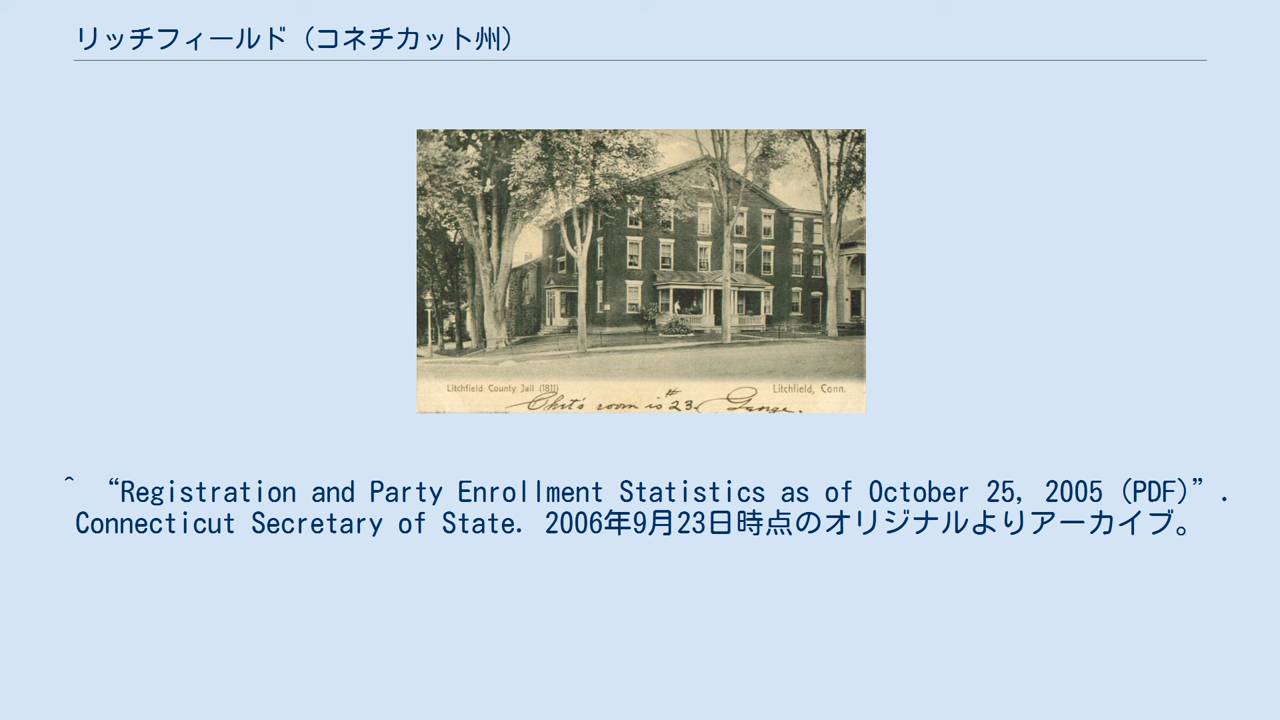 リッチフィールド (コネチカット州)
Litchfield County Jail (1811)
Litchfield, Conn.
Chit's room is #23. George.
^ “Registration and Party Enrollment Statistics as of October 25, 2005 (PDF)”.
Connecticut Secretary of State. 2006年9月23日時点のオリジナルよりアーカイブ。